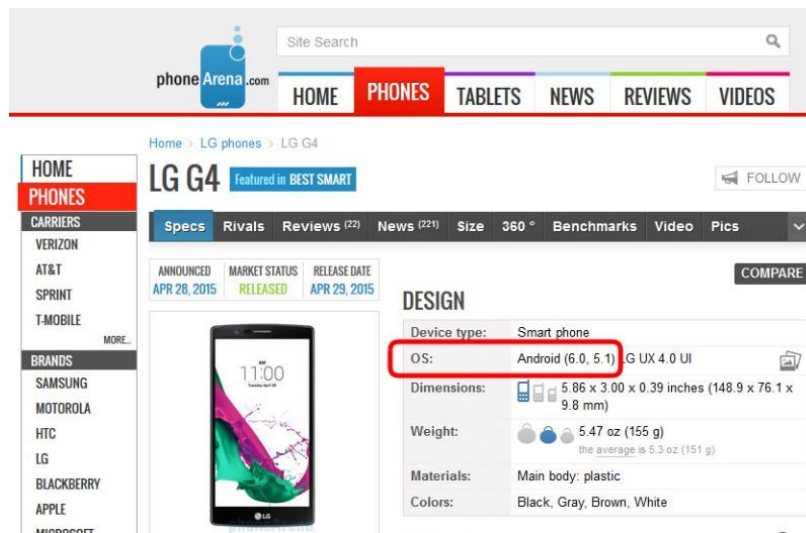 Site Search
phoneArena.com
HOME PHONES TABLETS NEWS REVIEWS VIDEOS
Home > LG phones > LG G4
HOME
PHONES
CARRIERS
VERIZON
AT&T
SPRINT
T-MOBILE
MORE...
BRANDS
SAMSUNG
MOTOROLA
HTC
LG
BLACKBERRY
APPLE
MICROSOFT
LG G4 Featured in BEST SMART
FOLLOW
Specs Rivals Reviews (22) News (221) Size 360 ° Benchmarks Video Pics
ANNOUNCED MARKET STATUS RELEASE DATE
APR 28, 2015 RELEASED APR 29, 2015
11:00
LG
phoneArena
COMPARE
DESIGN
Device type: Smart phone
OS: Android (6.0, 5.1) LG UX 4.0 UI
Dimensions: 5.86 x 3.00 x 0.39 inches (148.9 x 76.1 x
9.8 mm)
Weight: 5.47 oz (155 g)
the average is 5.3 oz (151 g)
Materials: Main body: plastic
Colors: Black, Gray, Brown, White